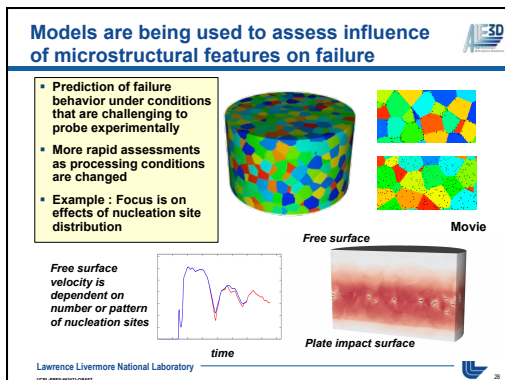 Models are being used to assess influence
of microstructural features on failure
ALE3D
▪ Prediction of failure
behavior under conditions
that are challenging to
probe experimentally
▪ More rapid assessments
as processing conditions
are changed
▪ Example : Focus is on
effects of nucleation site
distribution
Movie
Free surface
Free surface
velocity is
dependent on
number or pattern
of nucleation sites
time
Plate impact surface
Lawrence Livermore National Laboratory
28